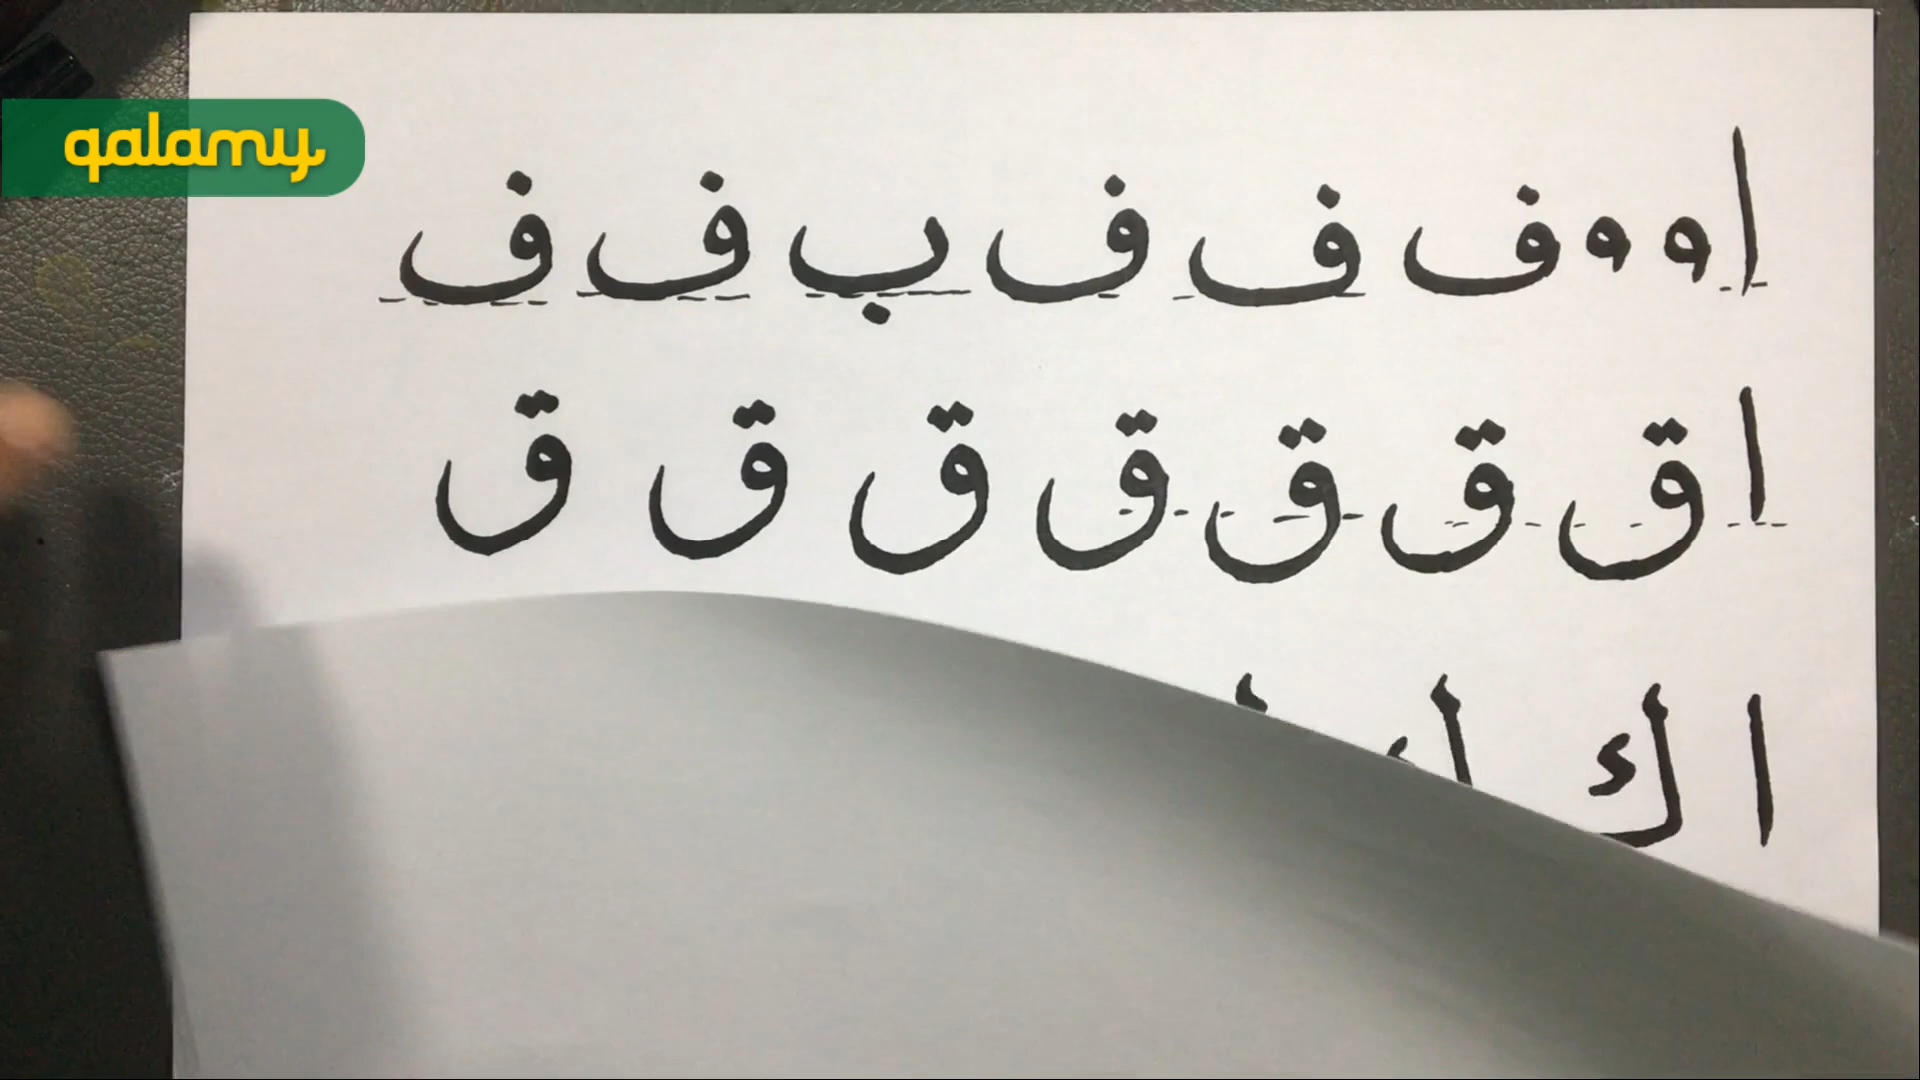 qalamy
ا و و ف ف ف ب ف ف
ا ق ق ق ق ق ق ق
ا ك ك